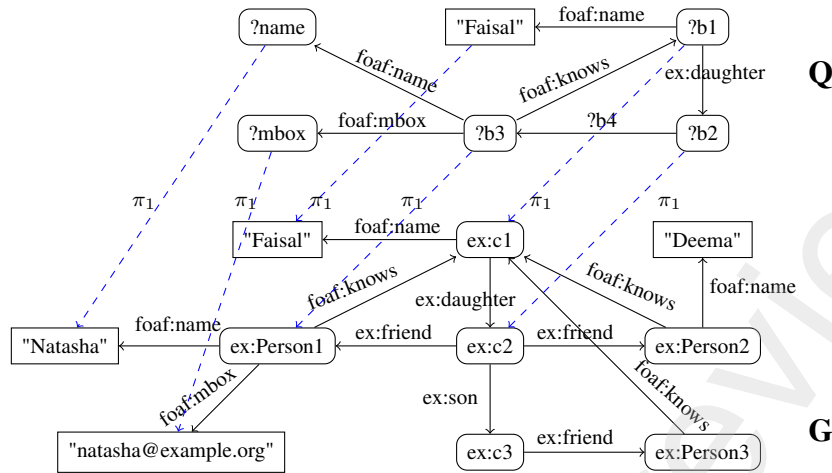 ?name "Faisal" foaf:name ?b1
foaf:name foaf:knows ex:daughter Q
?mbox foaf:mbox ?b3 ?b4 ?b2
π1 π1 π1 π1 π1 π1
"Faisal" foaf:name ex:c1 "Deema"
foaf:knows ex:daughter foaf:knows foaf:name
"Natasha" foaf:name ex:Person1 ex:friend ex:c2 ex:friend ex:Person2
foaf:mbox ex:son foaf:knows
"natasha@example.org" ex:c3 ex:friend ex:Person3 G